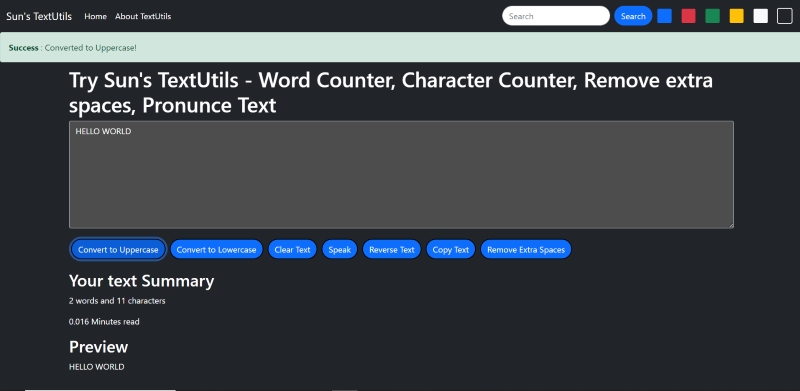 Sun's TextUtils Home About TextUtils Search Search
Success : Converted to Uppercase!
Try Sun's TextUtils - Word Counter, Character Counter, Remove extra
spaces, Pronunce Text
HELLO WORLD
Convert to Uppercase Convert to Lowercase Clear Text Speak Reverse Text Copy Text Remove Extra Spaces
Your text Summary
2 words and 11 characters
0.016 Minutes read
Preview
HELLO WORLD